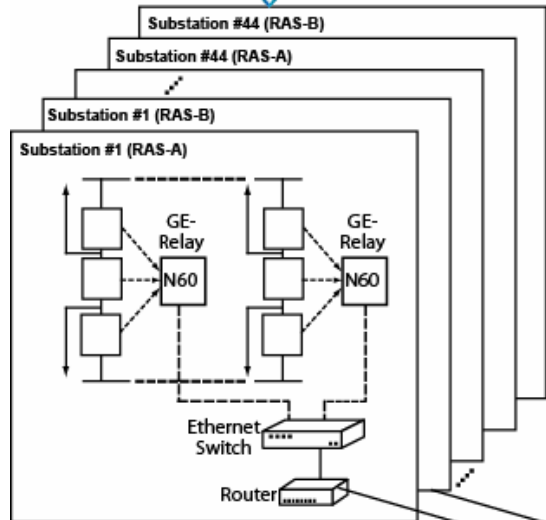 Substation #44 (RAS-B)
Substation #44 (RAS-A)
Substation #1 (RAS-B)
Substation #1 (RAS-A)
GE-
Relay
N60
GE-
Relay
N60
Ethernet
Switch
Router